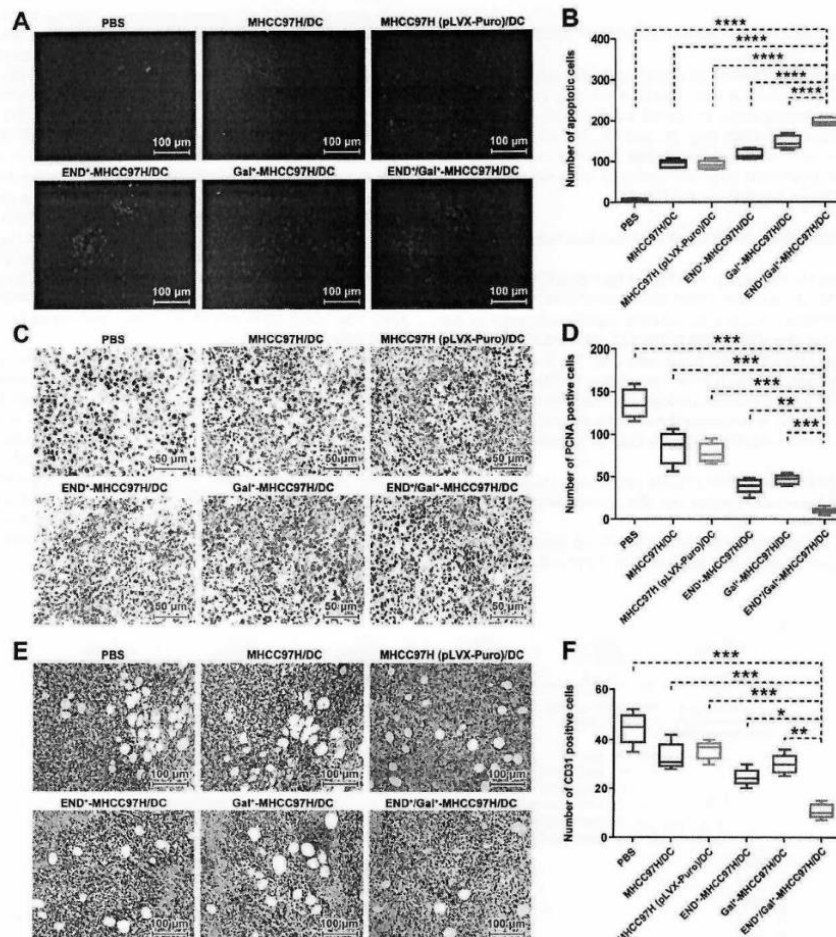 A
PBS
MHCC97H/DC
MHCC97H (pLVX-Puro)/DC
100 μm
100 μm
100 μm
END⁺-MHCC97H/DC
Gal⁺-MHCC97H/DC
END⁺/Gal⁺-MHCC97H/DC
100 μm
100 μm
100 μm
B
Number of apoptotic cells
400
300
200
100
0
****
****
****
****
****
PBS
MHCC97H/DC
MHCC97H (pLVX-Puro)/DC
END⁺-MHCC97H/DC
Gal⁺-MHCC97H/DC
END⁺/Gal⁺-MHCC97H/DC
C
PBS
MHCC97H/DC
MHCC97H (pLVX-Puro)/DC
50 μm
50 μm
50 μm
END⁺-MHCC97H/DC
Gal⁺-MHCC97H/DC
END⁺/Gal⁺-MHCC97H/DC
50 μm
50 μm
50 μm
D
Number of PCNA postive cells
200
150
100
50
0
***
***
***
**
***
PBS
MHCC97H/DC
MHCC97H (pLVX-Puro)/DC
END⁺-MHCC97H/DC
Gal⁺-MHCC97H/DC
END⁺/Gal⁺-MHCC97H/DC
E
PBS
MHCC97H/DC
MHCC97H (pLVX-Puro)/DC
100 μm
100 μm
100 μm
END⁺-MHCC97H/DC
Gal⁺-MHCC97H/DC
END⁺/Gal⁺-MHCC97H/DC
100 μm
100 μm
100 μm
F
Number of CD31 positive cells
60
40
20
0
***
***
***
*
**
PBS
MHCC97H/DC
MHCC97H (pLVX-Puro)/DC
END⁺-MHCC97H/DC
Gal⁺-MHCC97H/DC
END⁺/Gal⁺-MHCC97H/DC